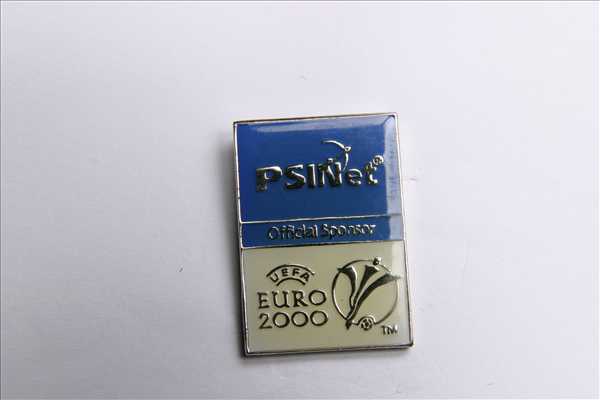 PSINet®
Official Sponsor
UEFA
EURO
2000
TM